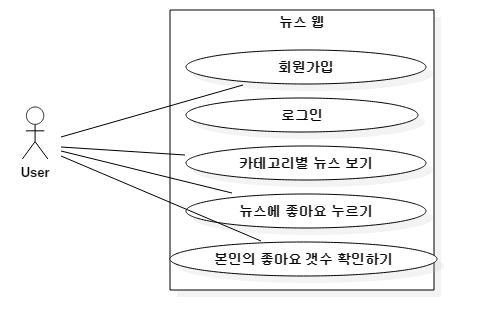 뉴스 웹
회원가입
로그인
카테고리별 뉴스 보기
뉴스에 좋아요 누르기
본인의 좋아요 갯수 확인하기
User